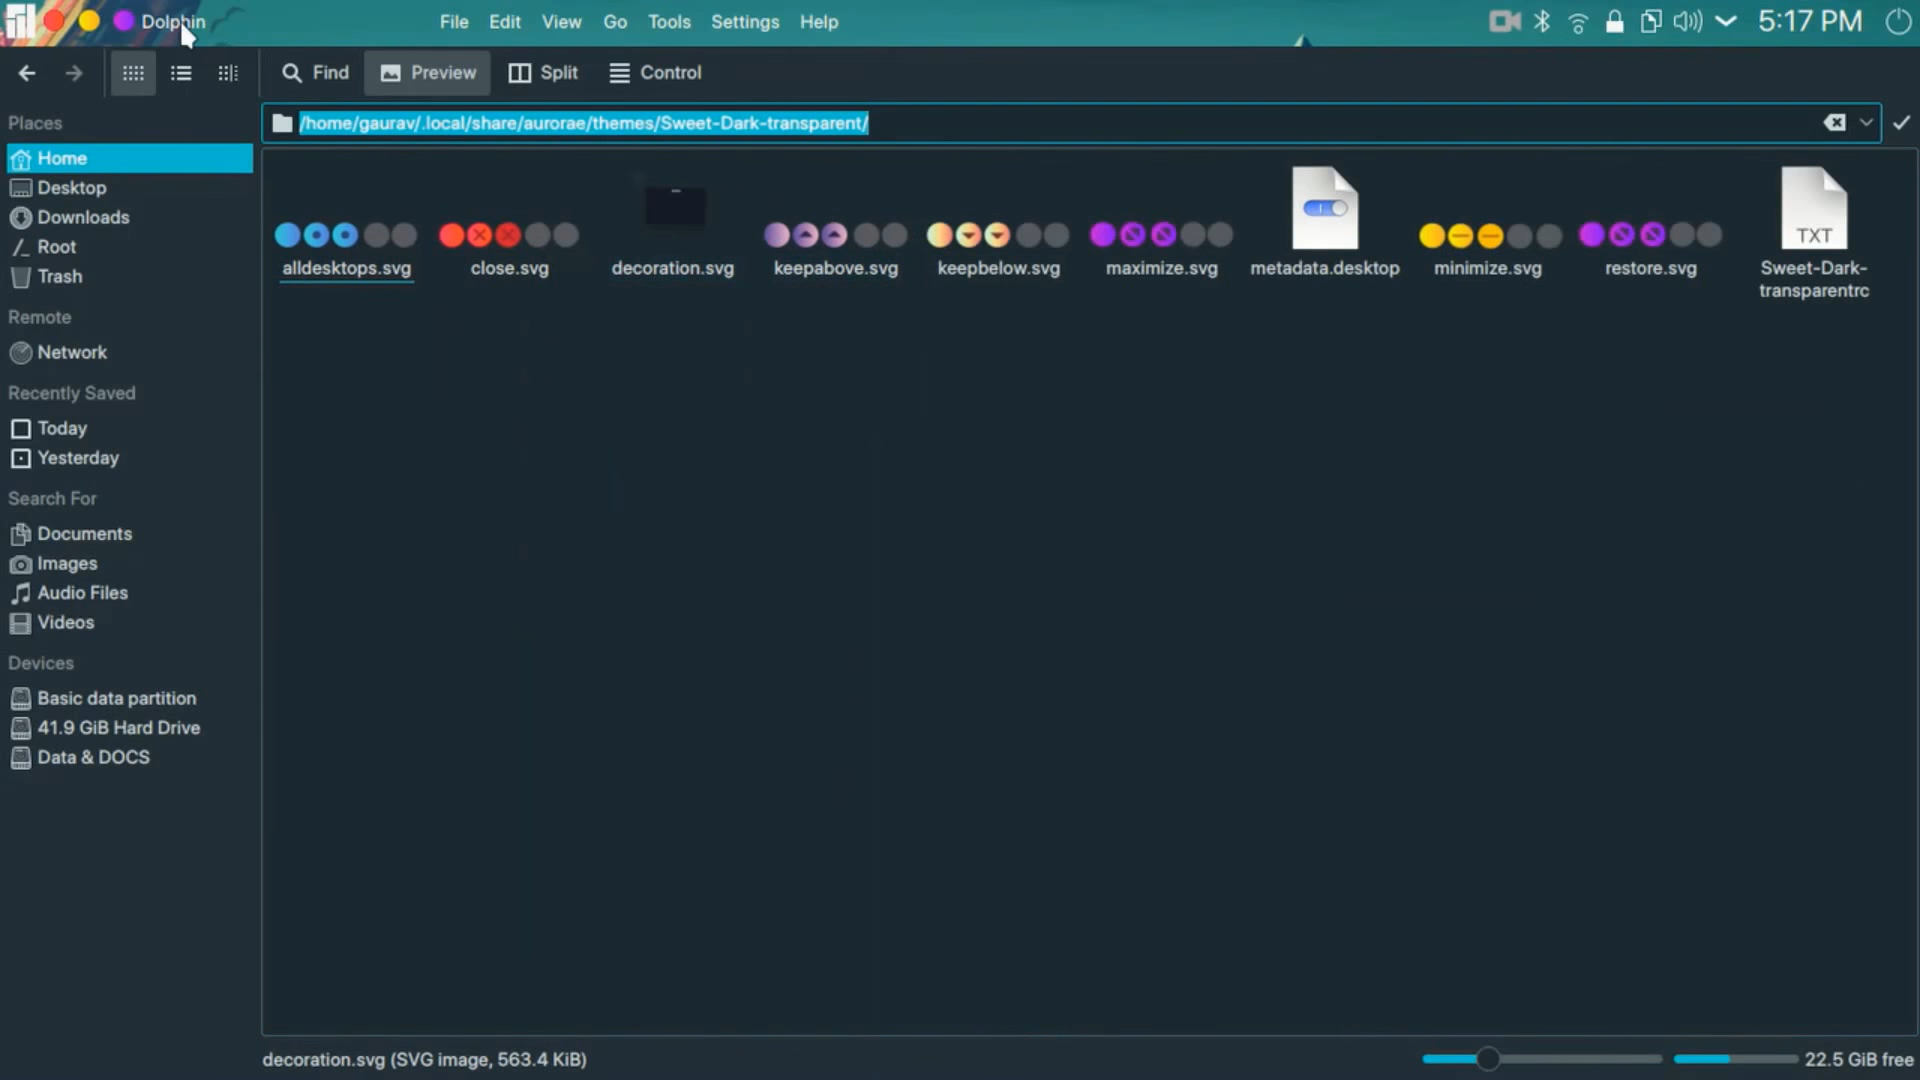 Dolphin File Edit View Go Tools Settings Help 5:17 PM
Find Preview Split Control
Places
/home/gaurav/.local/share/aurorae/themes/Sweet-Dark-transparent/
Home
Desktop
Downloads
Root
Trash
Remote
Network
Recently Saved
Today
Yesterday
Search For
Documents
Images
Audio Files
Videos
Devices
Basic data partition
41.9 GiB Hard Drive
Data & DOCS
TXT
alldesktops.svg close.svg decoration.svg keepabove.svg keepbelow.svg maximize.svg metadata.desktop minimize.svg restore.svg Sweet-Dark-
transparentrc
decoration.svg (SVG image, 563.4 KiB) 22.5 GiB free